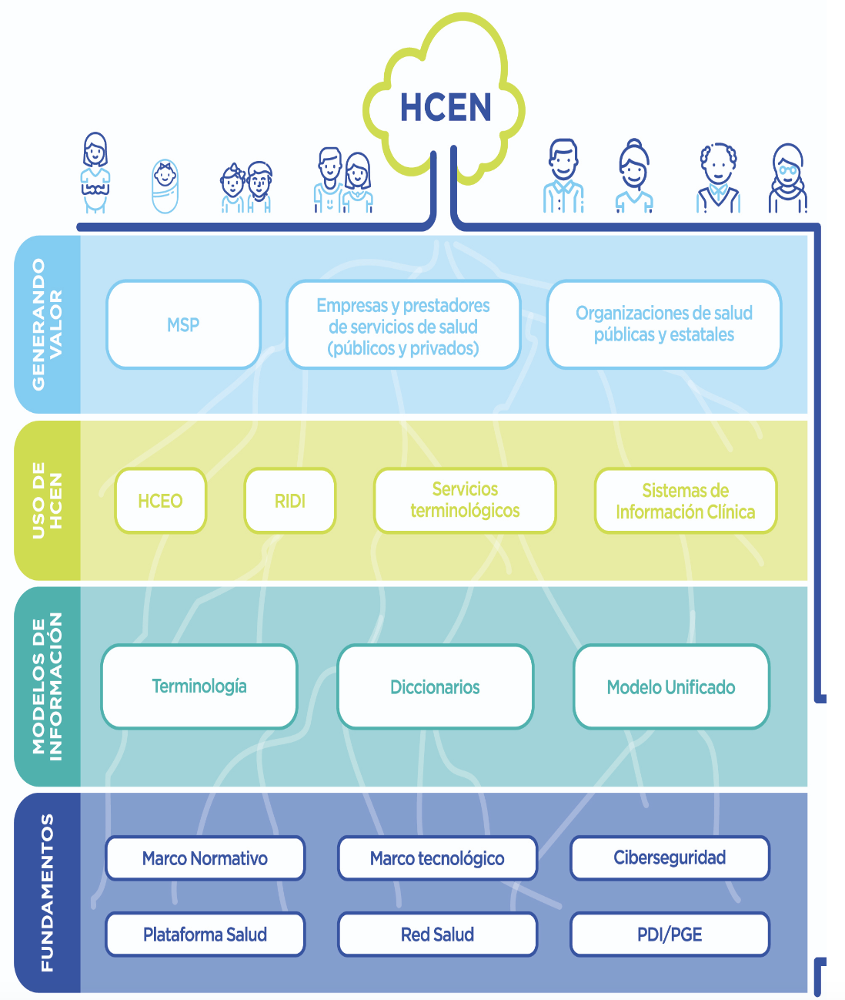 HCEN
GENERANDO
VALOR
MSP
Empresas y prestadores
de servicios de salud
(públicos y privados)
Organizaciones de salud
públicas y estatales
USO DE
HCEN
HCEO
RIDI
Servicios
terminológicos
Sistemas de
Información Clínica
MODELOS DE
INFORMACIÓN
Terminología
Diccionarios
Modelo Unificado
FUNDAMENTOS
Marco Normativo
Marco tecnológico
Ciberseguridad
Plataforma Salud
Red Salud
PDI/PGE